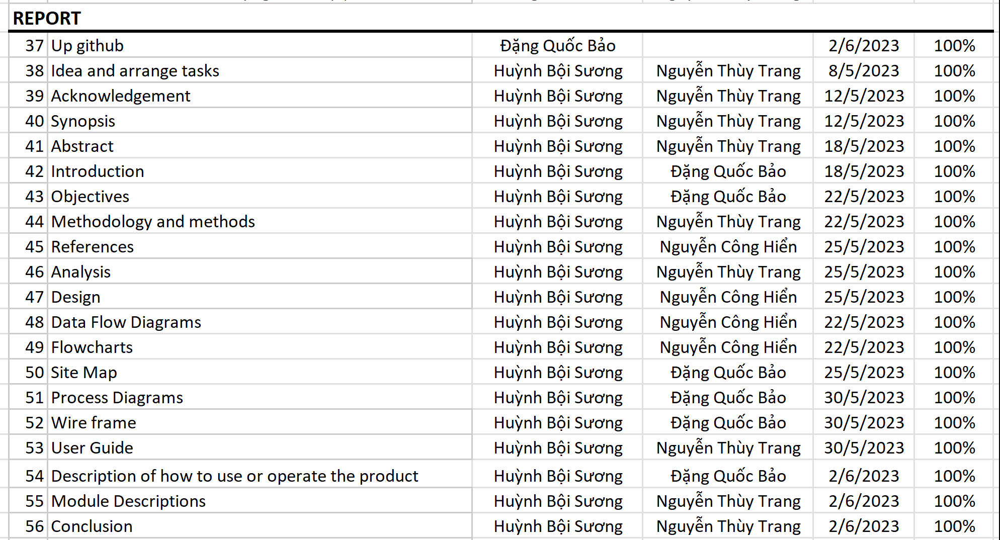 REPORT
37 Up github Đặng Quốc Bảo 2/6/2023 100%
38 Idea and arrange tasks Huỳnh Bội Sương Nguyễn Thùy Trang 8/5/2023 100%
39 Acknowledgement Huỳnh Bội Sương Nguyễn Thùy Trang 12/5/2023 100%
40 Synopsis Huỳnh Bội Sương Nguyễn Thùy Trang 12/5/2023 100%
41 Abstract Huỳnh Bội Sương Nguyễn Thùy Trang 18/5/2023 100%
42 Introduction Huỳnh Bội Sương Đặng Quốc Bảo 18/5/2023 100%
43 Objectives Huỳnh Bội Sương Đặng Quốc Bảo 22/5/2023 100%
44 Methodology and methods Huỳnh Bội Sương Nguyễn Thùy Trang 22/5/2023 100%
45 References Huỳnh Bội Sương Nguyễn Công Hiển 25/5/2023 100%
46 Analysis Huỳnh Bội Sương Nguyễn Thùy Trang 25/5/2023 100%
47 Design Huỳnh Bội Sương Nguyễn Công Hiển 25/5/2023 100%
48 Data Flow Diagrams Huỳnh Bội Sương Nguyễn Công Hiển 22/5/2023 100%
49 Flowcharts Huỳnh Bội Sương Nguyễn Công Hiển 22/5/2023 100%
50 Site Map Huỳnh Bội Sương Đặng Quốc Bảo 25/5/2023 100%
51 Process Diagrams Huỳnh Bội Sương Đặng Quốc Bảo 30/5/2023 100%
52 Wire frame Huỳnh Bội Sương Đặng Quốc Bảo 30/5/2023 100%
53 User Guide Huỳnh Bội Sương Nguyễn Thùy Trang 30/5/2023 100%
54 Description of how to use or operate the product Huỳnh Bội Sương Đặng Quốc Bảo 2/6/2023 100%
55 Module Descriptions Huỳnh Bội Sương Nguyễn Thùy Trang 2/6/2023 100%
56 Conclusion Huỳnh Bội Sương Nguyễn Thùy Trang 2/6/2023 100%